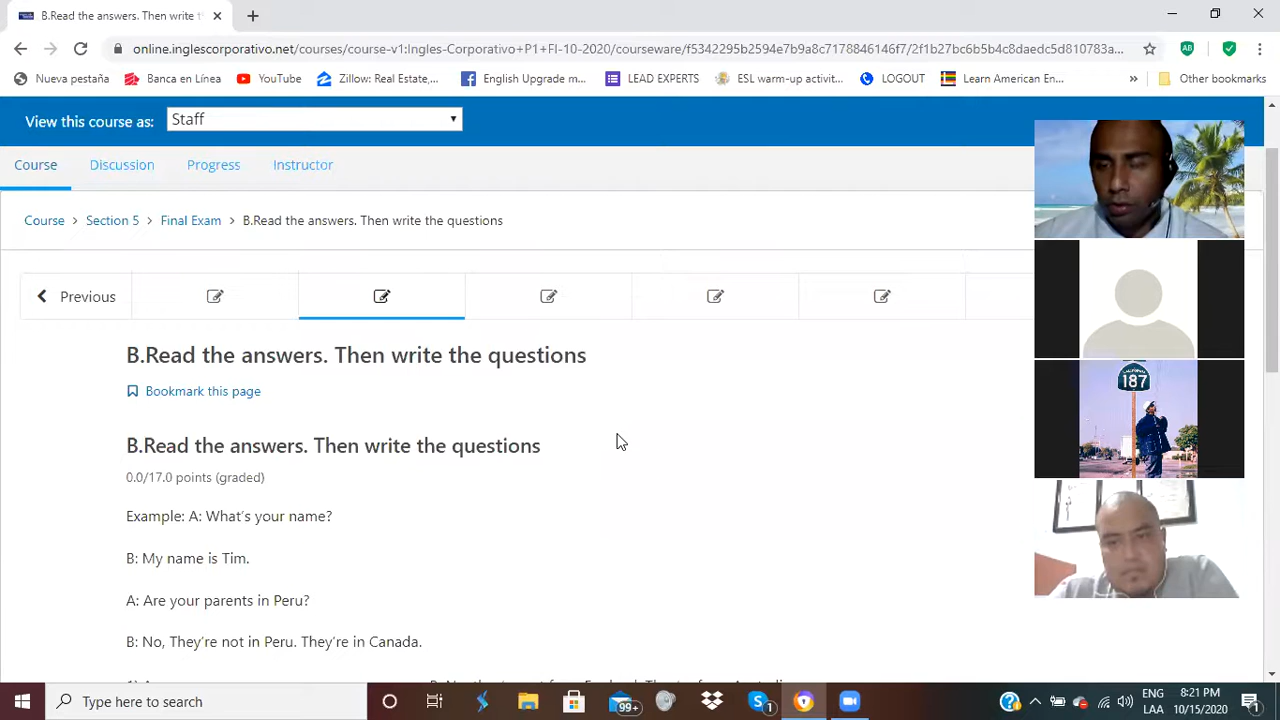 B.Read the answers. Then write t
online.inglescorporativo.net/courses/course-v1:Ingles-Corporativo+P1+FI-10-2020/courseware/f5342295b2594e7b9a8c7178846146f7/2f1b27bc6b5b4c8daedc5d810783a...
Nueva pestaña
Banca en Línea
YouTube
Zillow: Real Estate,...
English Upgrade m...
LEAD EXPERTS
ESL warm-up activit...
LOGOUT
Learn American En...
»
Other bookmarks
View this course as:
Staff
Course
Discussion
Progress
Instructor
Course > Section 5 > Final Exam > B.Read the answers. Then write the questions
Previous
B.Read the answers. Then write the questions
Bookmark this page
B.Read the answers. Then write the questions
0.0/17.0 points (graded)
Example: A: What's your name?
B: My name is Tim.
A: Are your parents in Peru?
B: No, They're not in Peru. They're in Canada.
CALIFORNIA
187
Type here to search
99+
1
ENG
LAA
8:21 PM
10/15/2020
1